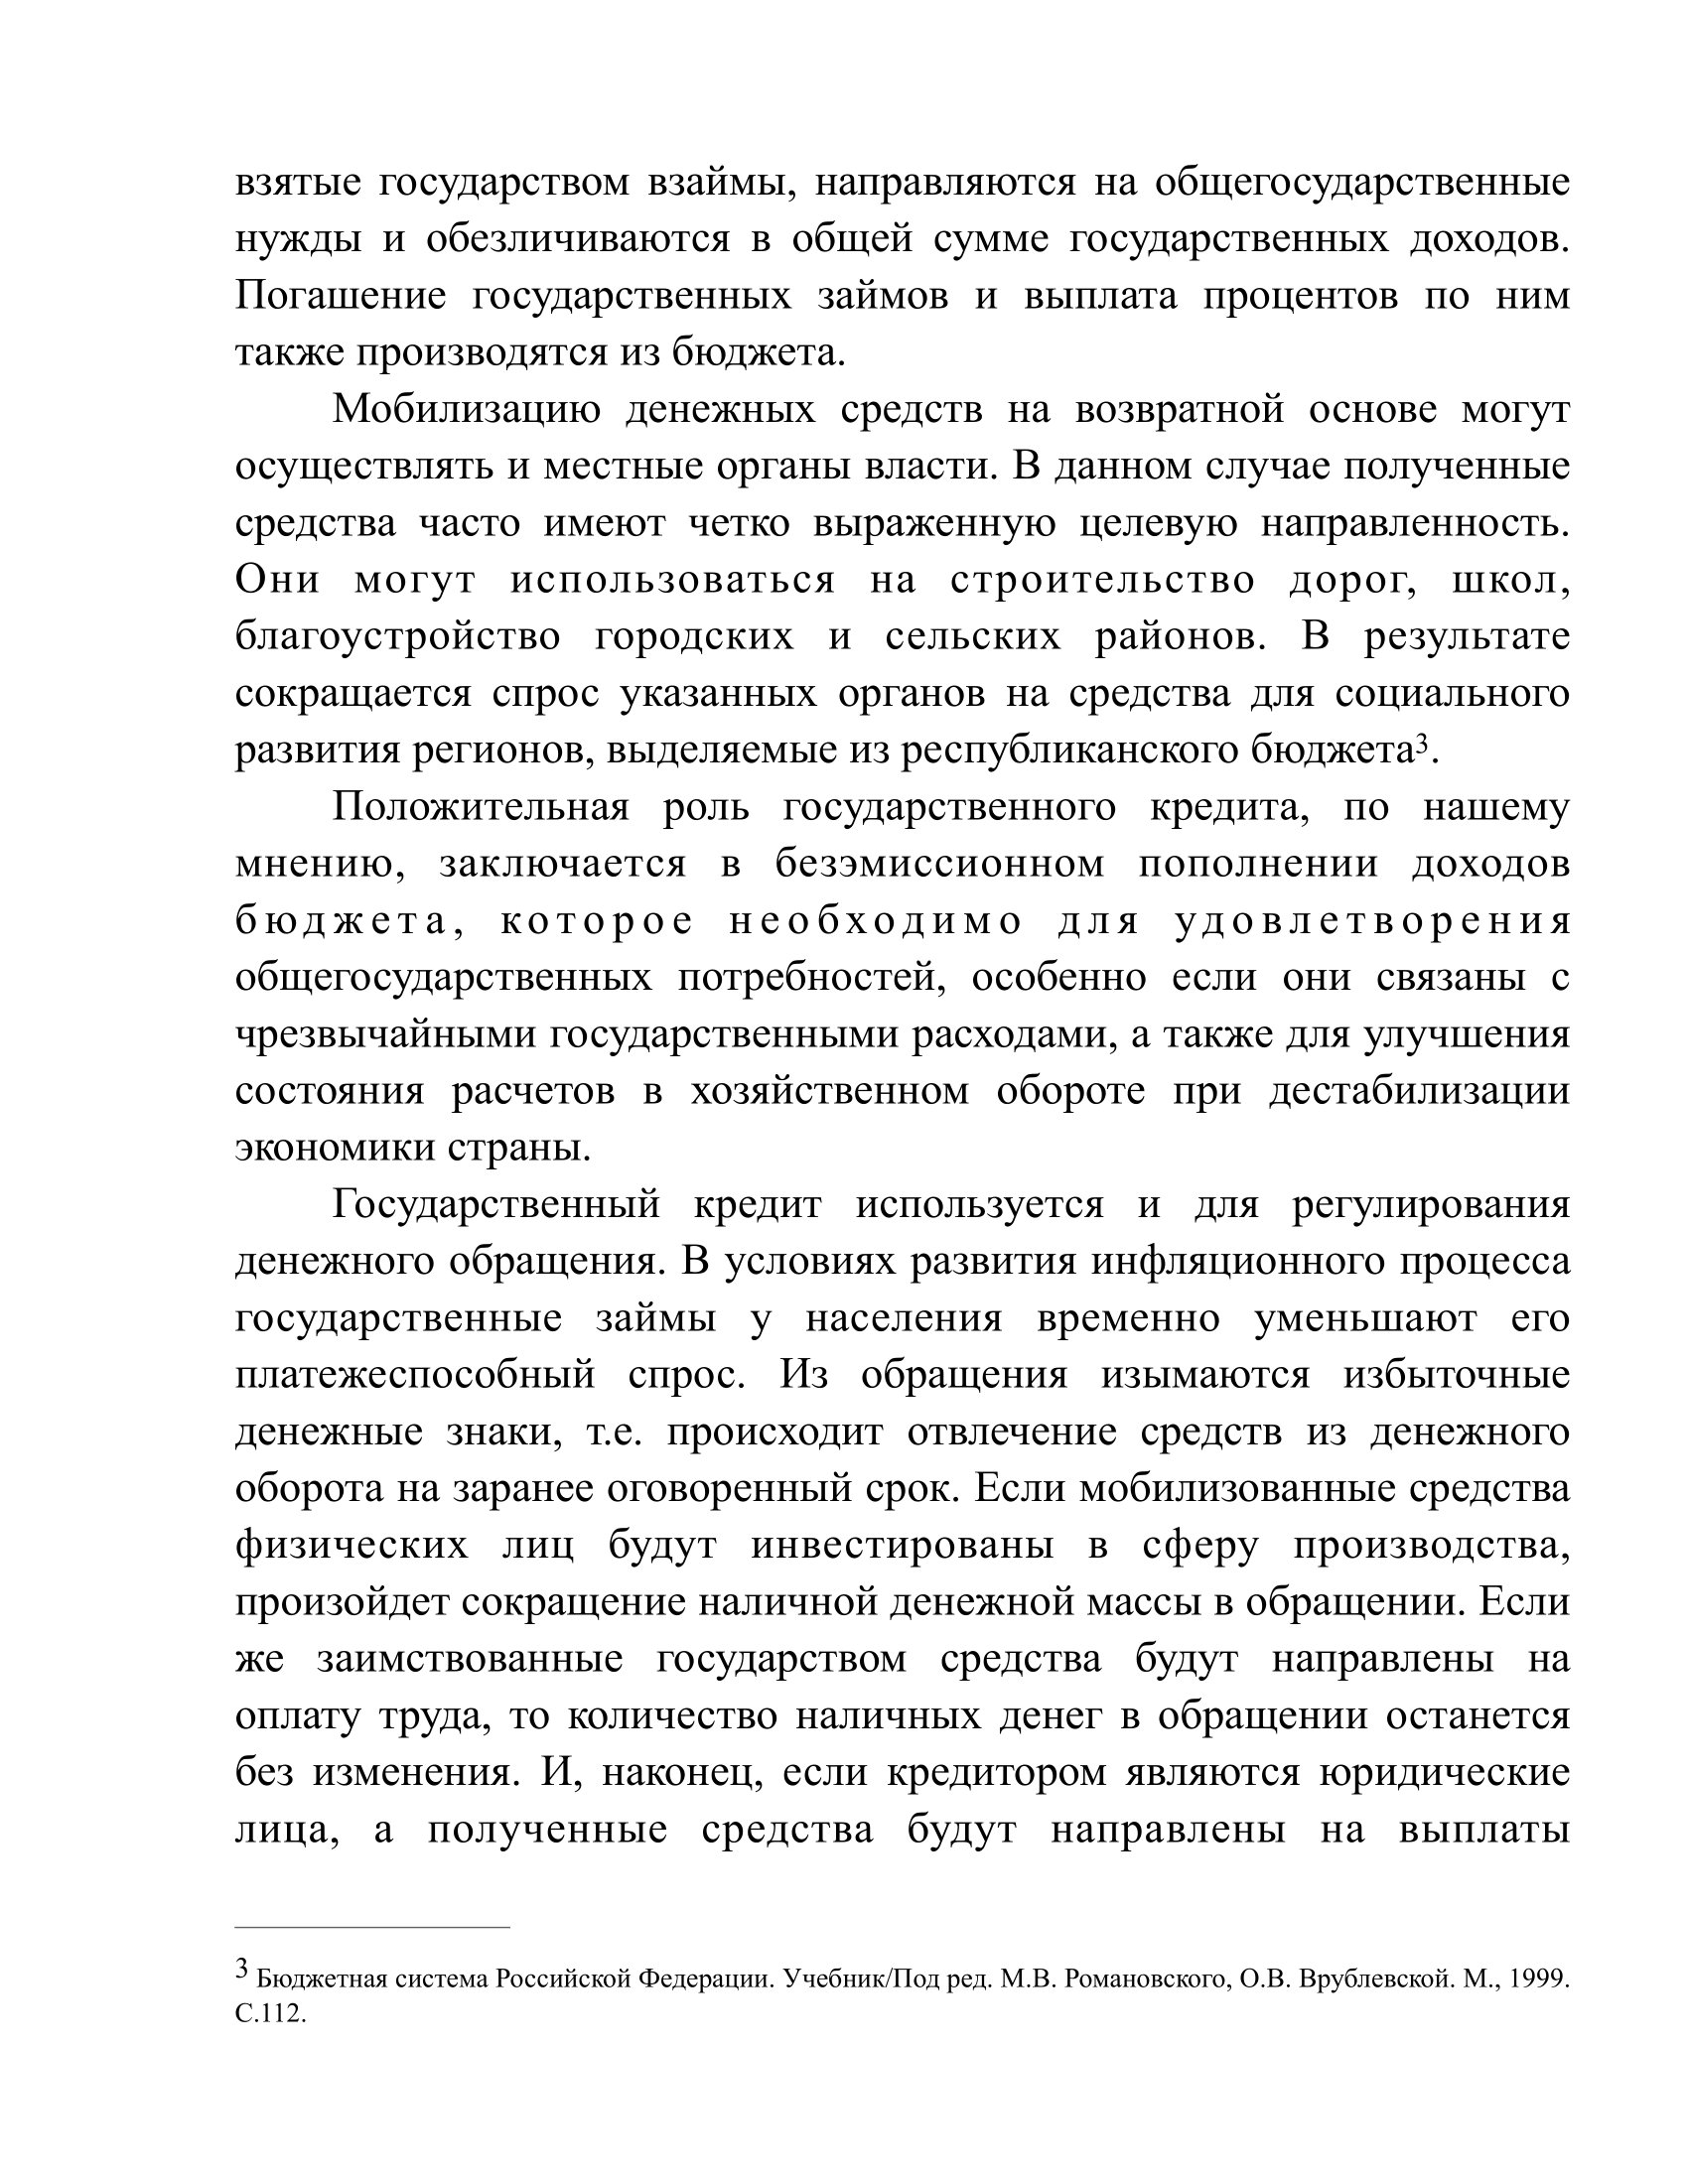 взятые государством взаймы, направляются на общегосударственные
нужды и обезличиваются в общей сумме государственных доходов.
Погашение государственных займов и выплата процентов по ним
также производятся из бюджета.
Мобилизацию денежных средств на возвратной основе могут
осуществлять и местные органы власти. В данном случае полученные
средства часто имеют четко выраженную целевую направленность.
Они могут использоваться на строительство дорог, школ,
благоустройство городских и сельских районов. В результате
сокращается спрос указанных органов на средства для социального
развития регионов, выделяемые из республиканского бюджета3.
Положительная роль государственного кредита, по нашему
мнению, заключается в безэмиссионном пополнении доходов
бюджета, которое необходимо для удовлетворения
общегосударственных потребностей, особенно если они связаны с
чрезвычайными государственными расходами, а также для улучшения
состояния расчетов в хозяйственном обороте при дестабилизации
экономики страны.
Государственный кредит используется и для регулирования
денежного обращения. В условиях развития инфляционного процесса
государственные займы у населения временно уменьшают его
платежеспособный спрос. Из обращения изымаются избыточные
денежные знаки, т.е. происходит отвлечение средств из денежного
оборота на заранее оговоренный срок. Если мобилизованные средства
физических лиц будут инвестированы в сферу производства,
произойдет сокращение наличной денежной массы в обращении. Если
же заимствованные государством средства будут направлены на
оплату труда, то количество наличных денег в обращении останется
без изменения. И, наконец, если кредитором являются юридические
лица, а полученные средства будут направлены на выплаты
3 Бюджетная система Российской Федерации. Учебник/Под ред. М.В. Романовского, О.В. Врублевской. М., 1999.
С.112.